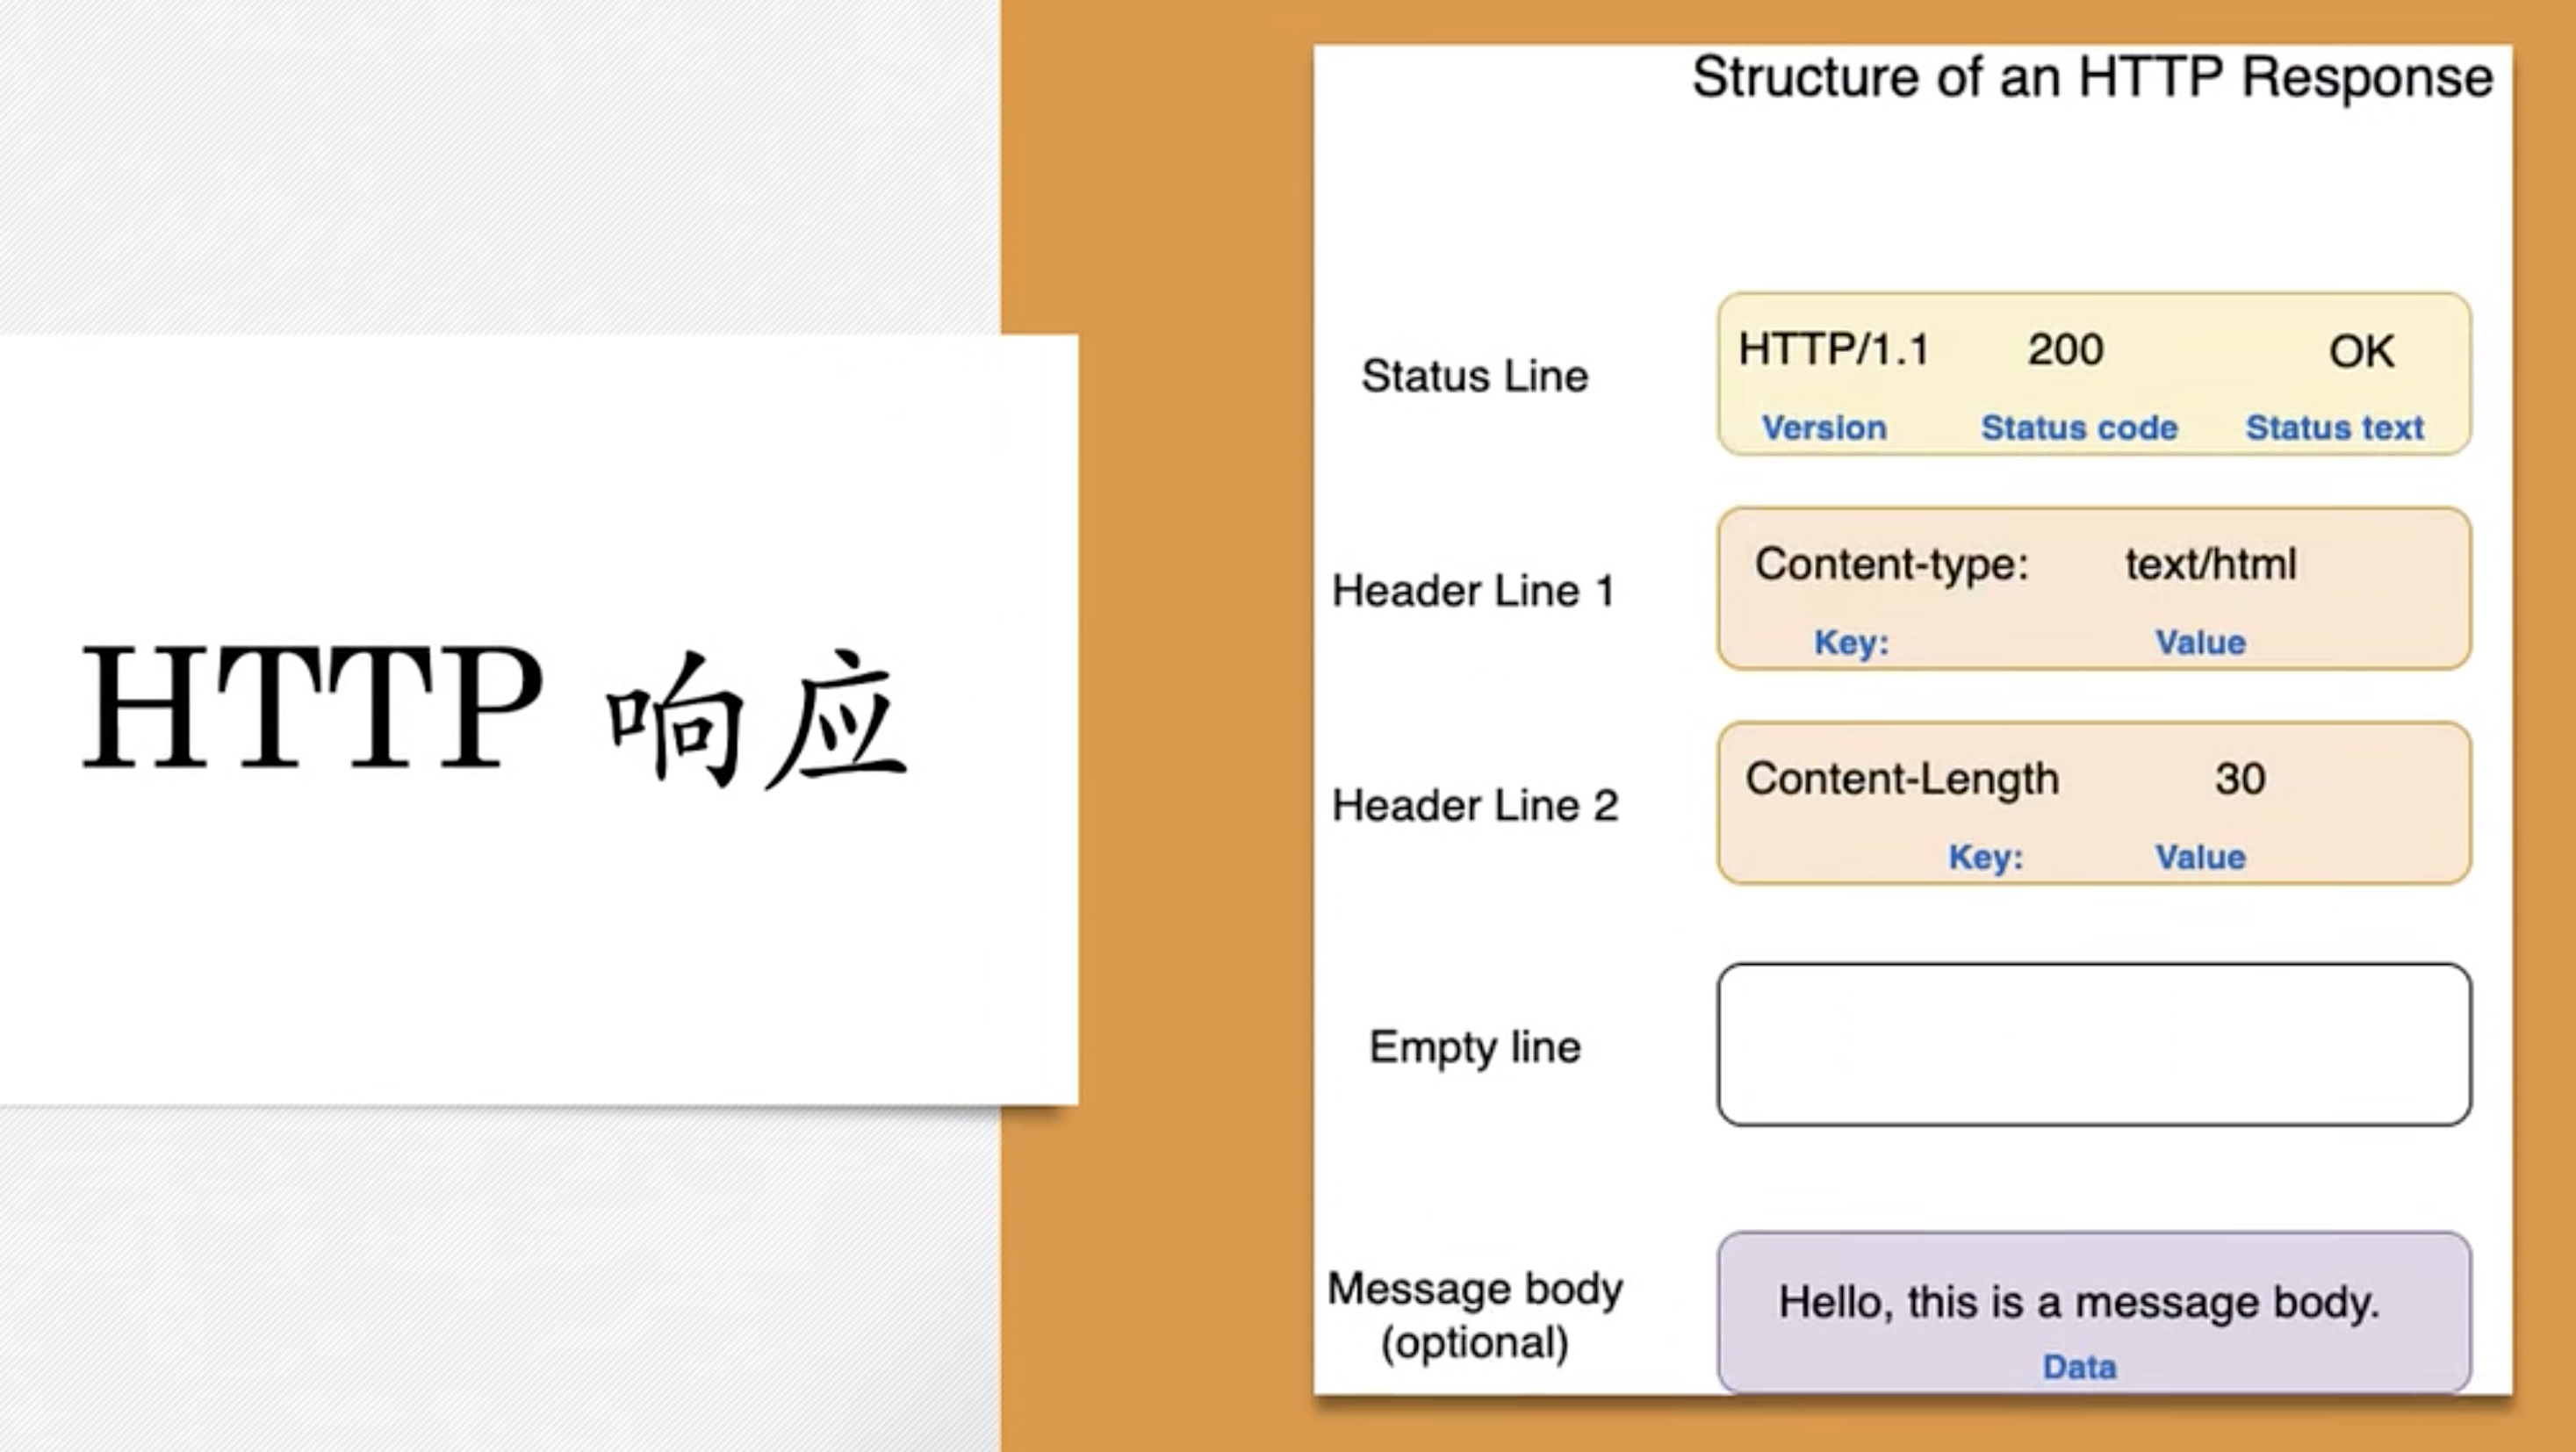 HTTP 响应
Structure of an HTTP Response
Status Line
HTTP/1.1 200 OK
Version Status code Status text
Header Line 1
Content-type: text/html
Key: Value
Header Line 2
Content-Length 30
Key: Value
Empty line
Message body
(optional)
Hello, this is a message body.
Data